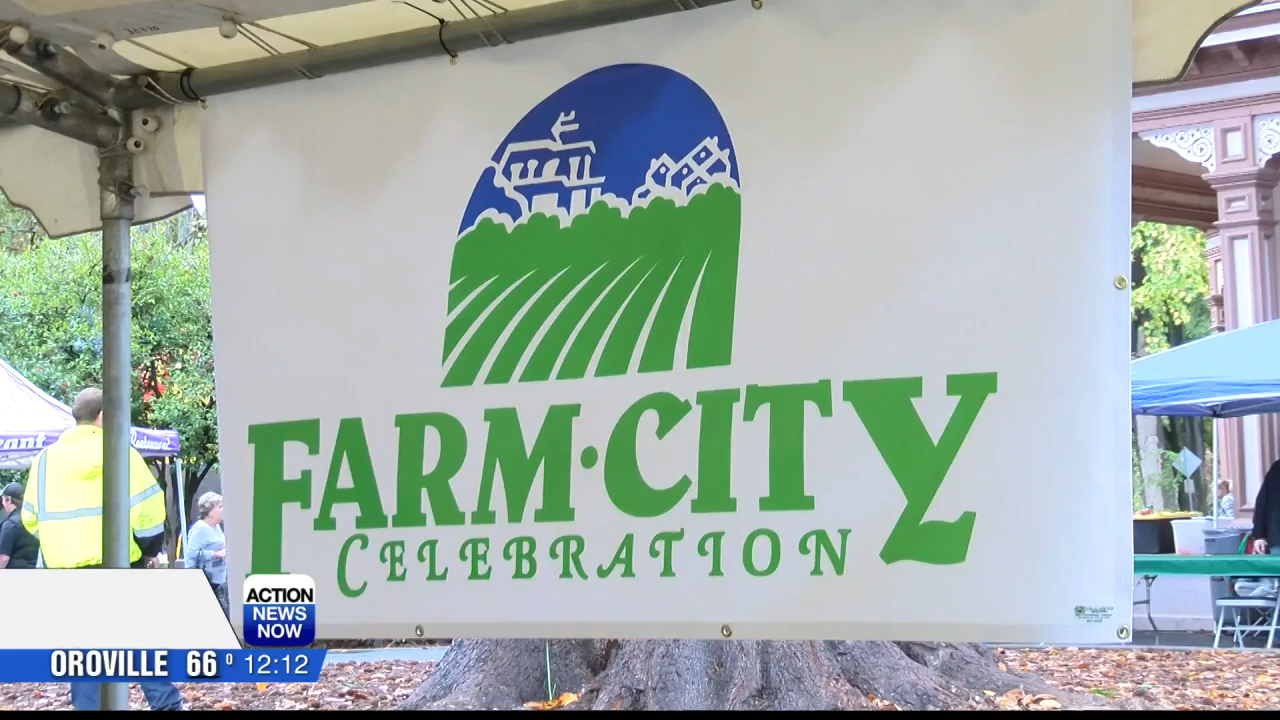 FARM·CITY
CELEBRATION
ACTION
NEWS
NOW
OROVILLE 66° 12:12